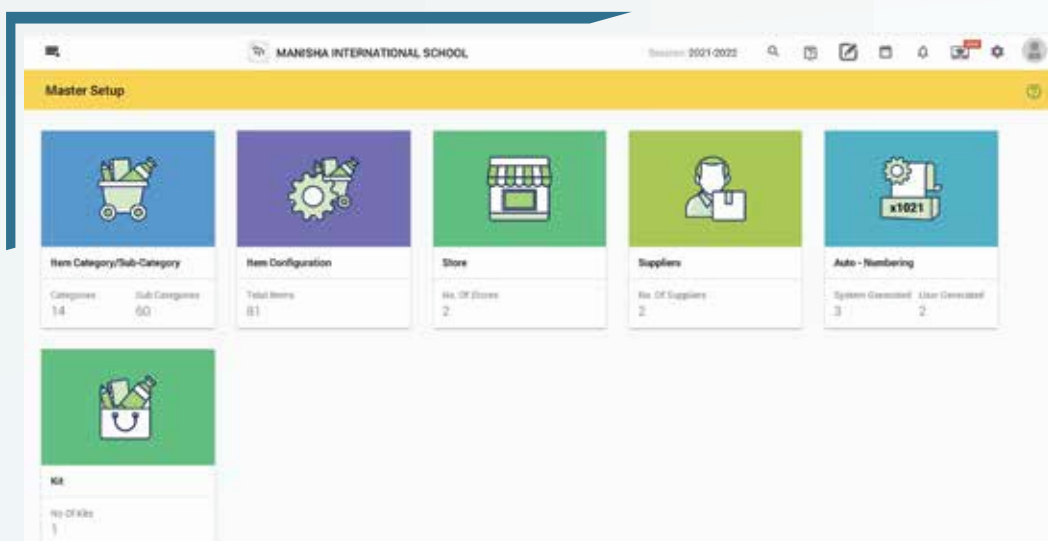 MANISHA INTERNATIONAL SCHOOL
Session: 2021-2022
Master Setup
x1021
Item Category/Sub-Category
Item Configuration
Store
Suppliers
Auto - Numbering
Categories
Sub Categories
Total Items
No. Of Stores
No. Of Suppliers
System Generated
User Generated
14
60
81
2
2
3
2
Kit
No Of Kits
1